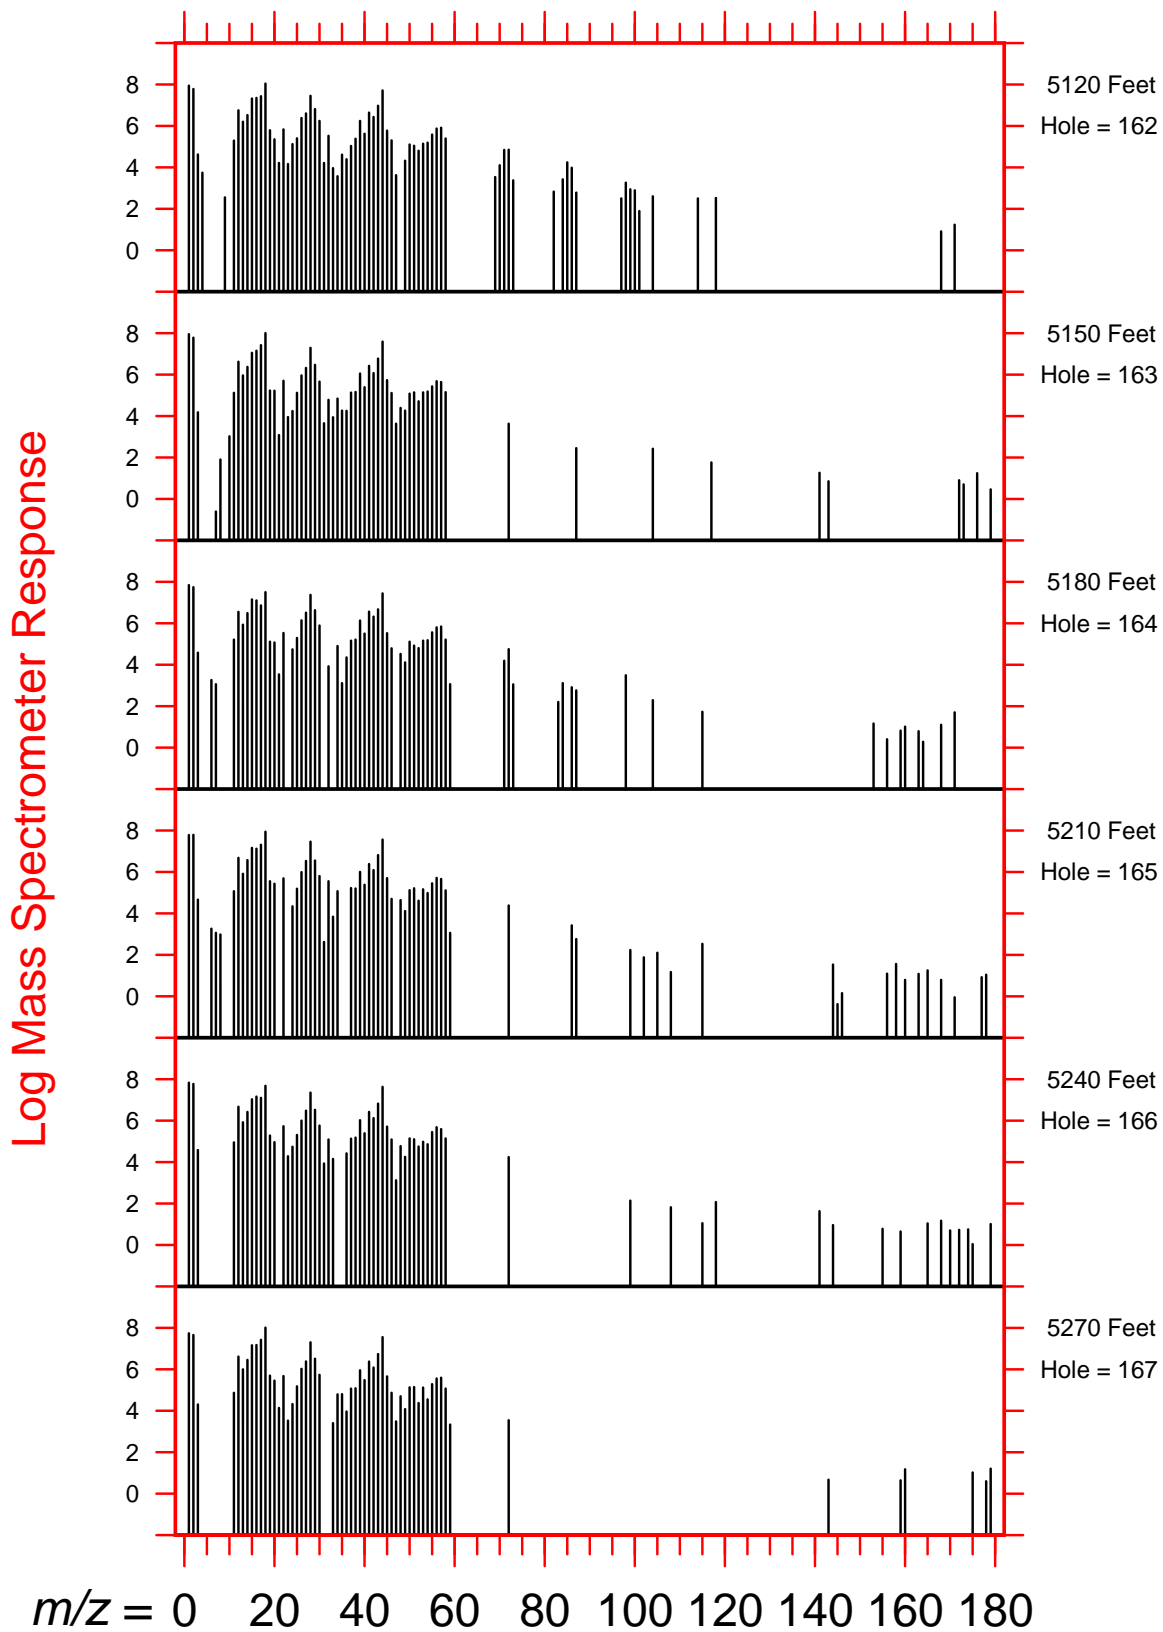 Log Mass Spectrometer Response
8
6
4
2
0
5120 Feet
Hole = 162
8
6
4
2
0
5150 Feet
Hole = 163
8
6
4
2
0
5180 Feet
Hole = 164
8
6
4
2
0
5210 Feet
Hole = 165
8
6
4
2
0
5240 Feet
Hole = 166
8
6
4
2
0
5270 Feet
Hole = 167
m/z = 0 20 40 60 80 100 120 140 160 180